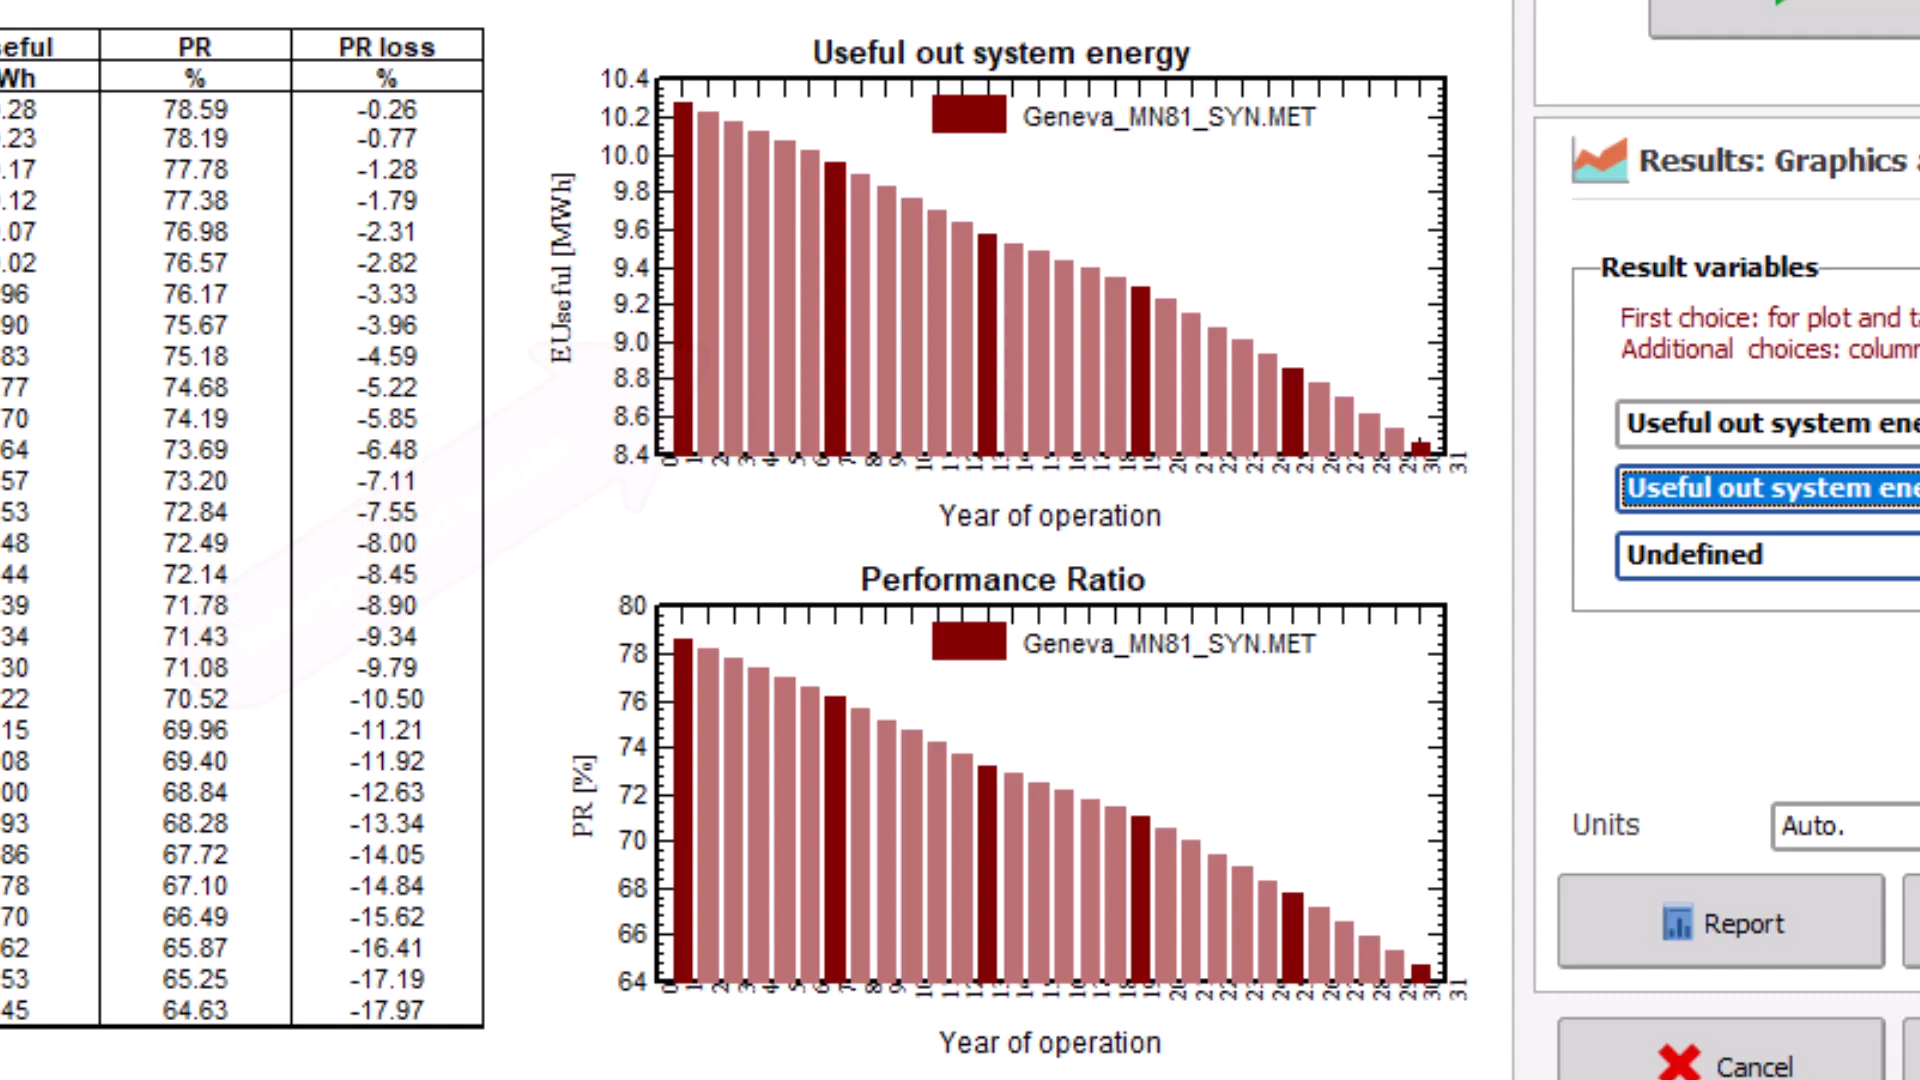 eful PR PR loss
Wh % %
.28 78.59 -0.26
.23 78.19 -0.77
.17 77.78 -1.28
.12 77.38 -1.79
.07 76.98 -2.31
.02 76.57 -2.82
96 76.17 -3.33
90 75.67 -3.96
83 75.18 -4.59
77 74.68 -5.22
70 74.19 -5.85
64 73.69 -6.48
57 73.20 -7.11
53 72.84 -7.55
48 72.49 -8.00
44 72.14 -8.45
39 71.78 -8.90
34 71.43 -9.34
30 71.08 -9.79
22 70.52 -10.50
15 69.96 -11.21
08 69.40 -11.92
00 68.84 -12.63
93 68.28 -13.34
86 67.72 -14.05
78 67.10 -14.84
70 66.49 -15.62
62 65.87 -16.41
53 65.25 -17.19
45 64.63 -17.97
Useful out system energy
Geneva_MN81_SYN.MET
EUseful [MWh]
10.4
10.2
10.0
9.8
9.6
9.4
9.2
9.0
8.8
8.6
8.4
Year of operation
Performance Ratio
Geneva_MN81_SYN.MET
PR [%]
80
78
76
74
72
70
68
66
64
Year of operation
Results: Graphics
Result variables
First choice: for plot and
Additional choices:
Useful out system
Useful out system
Undefined
Units Auto.
Report
Cancel